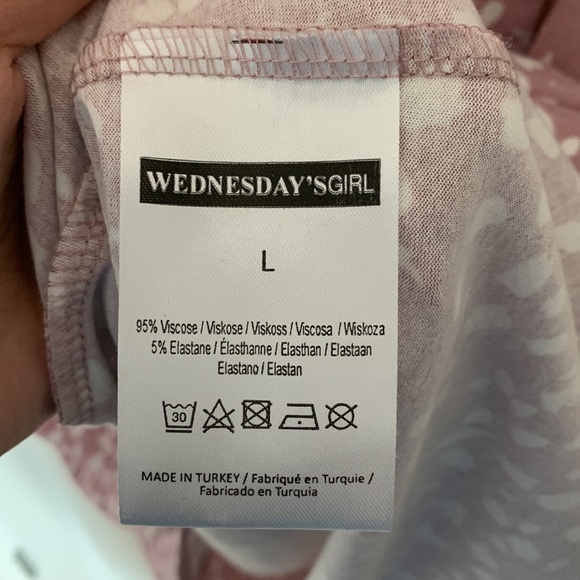 WEDNESDAY'SGIRL
L
95% Viscose / Viskose / Viskoss / Viscosa / Wiskoza
5% Elastane / Élasthanne / Elasthan / Elastaan
Elastano / Elastan
30
MADE IN TURKEY / Fabriqué en Turquie /
Fabricado en Turquia